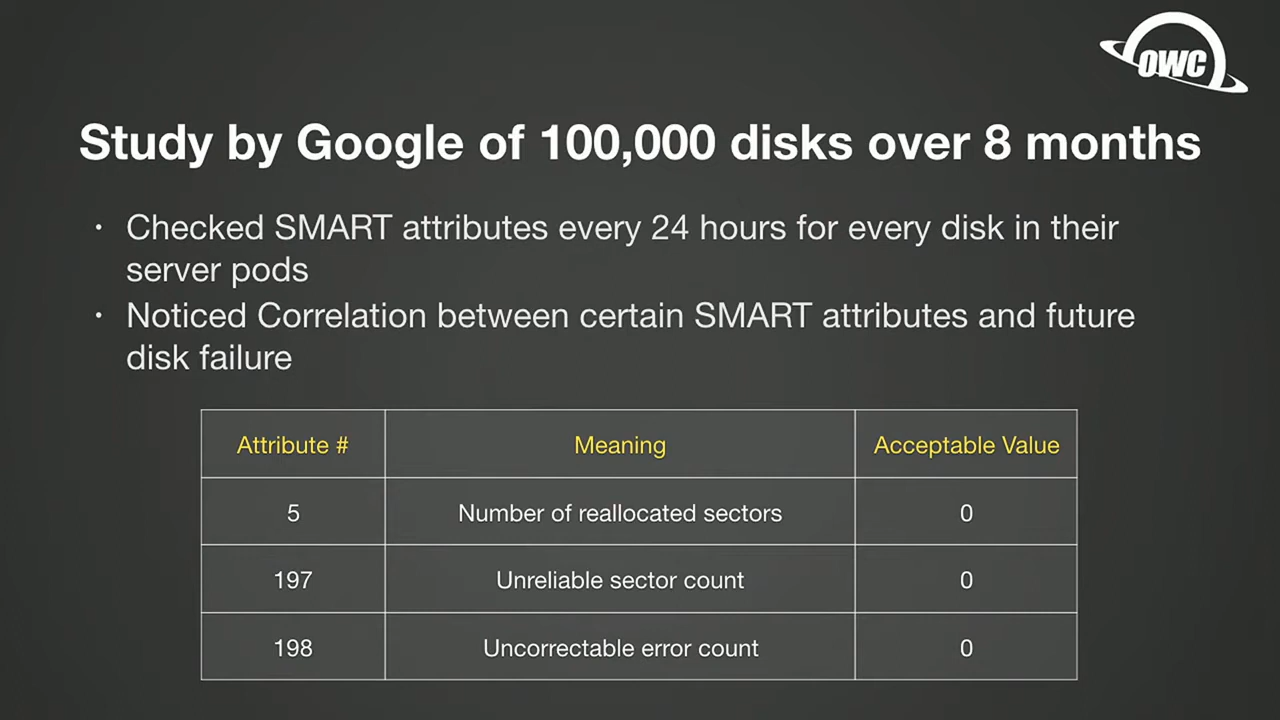 OWC
Study by Google of 100,000 disks over 8 months
• Checked SMART attributes every 24 hours for every disk in their
server pods
• Noticed Correlation between certain SMART attributes and future
disk failure
Attribute # Meaning Acceptable Value
5 Number of reallocated sectors 0
197 Unreliable sector count 0
198 Uncorrectable error count 0